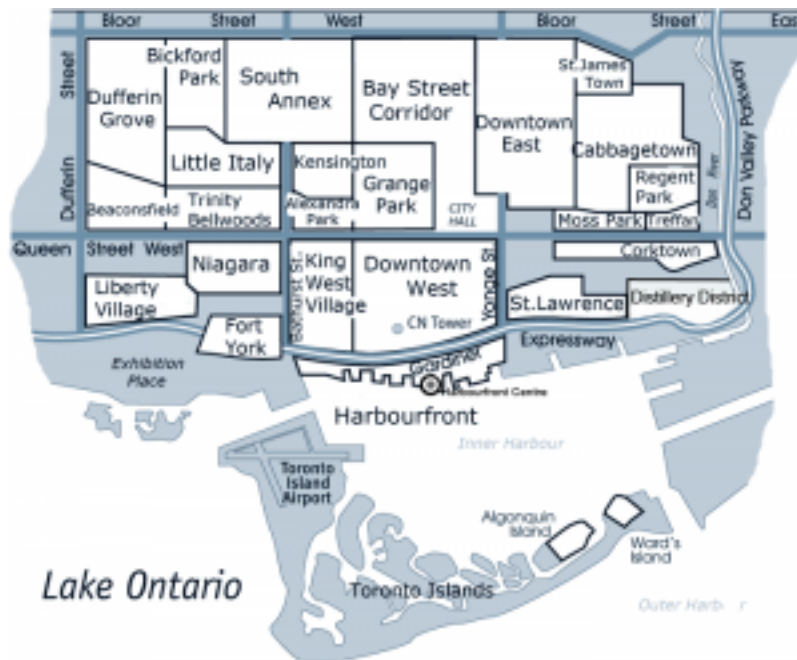 Bloor Street West Bloor Street East
Dufferin Street
Don Valley Parkway
Don River
Bickford
Park
South
Annex
Bay Street
Corridor
St.James
Town
Dufferin
Grove
Downtown
East
Cabbagetown
Little Italy
Kensington
Grange
Park
Regent
Park
Beaconsfield
Trinity
Bellwoods
Alexandra
Park
CITY
HALL
Moss Park
Treffan
Queen Street West
Corktown
Niagara
Bathurst St.
King
West
Village
Downtown
West
Yonge St
Liberty
Village
St.Lawrence
Distillery District
Fort
York
CN Tower
Gardiner Expressway
Exhibition
Place
Harbourfront Centre
Harbourfront
Inner Harbour
Toronto
Island
Airport
Algonquin
Island
Ward's
Island
Lake Ontario
Toronto Islands